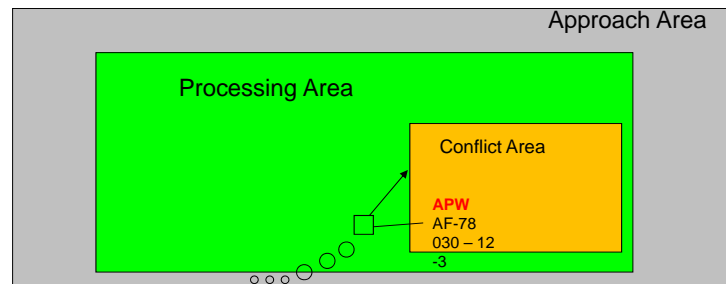 Approach Area
Processing Area
Conflict Area
APW
AF-78
030 – 12
-3